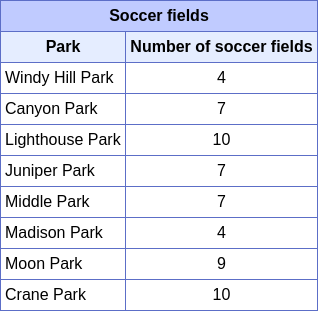 Soccer fields
Park Number of soccer fields
Windy Hill Park 4
Canyon Park 7
Lighthouse Park 10
Juniper Park 7
Middle Park 7
Madison Park 4
Moon Park 9
Crane Park 10